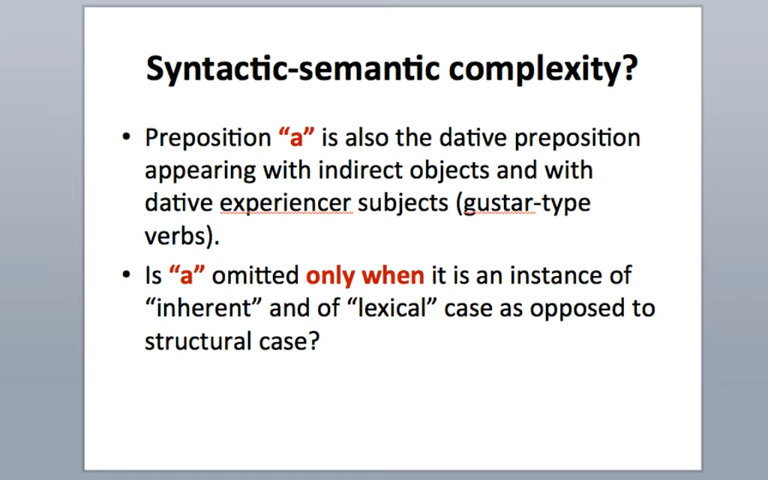 Syntactic-semantic complexity?
• Preposition “a” is also the dative preposition
appearing with indirect objects and with
dative experiencer subjects (gustar-type
verbs).
• Is “a” omitted only when it is an instance of
“inherent” and of “lexical” case as opposed to
structural case?